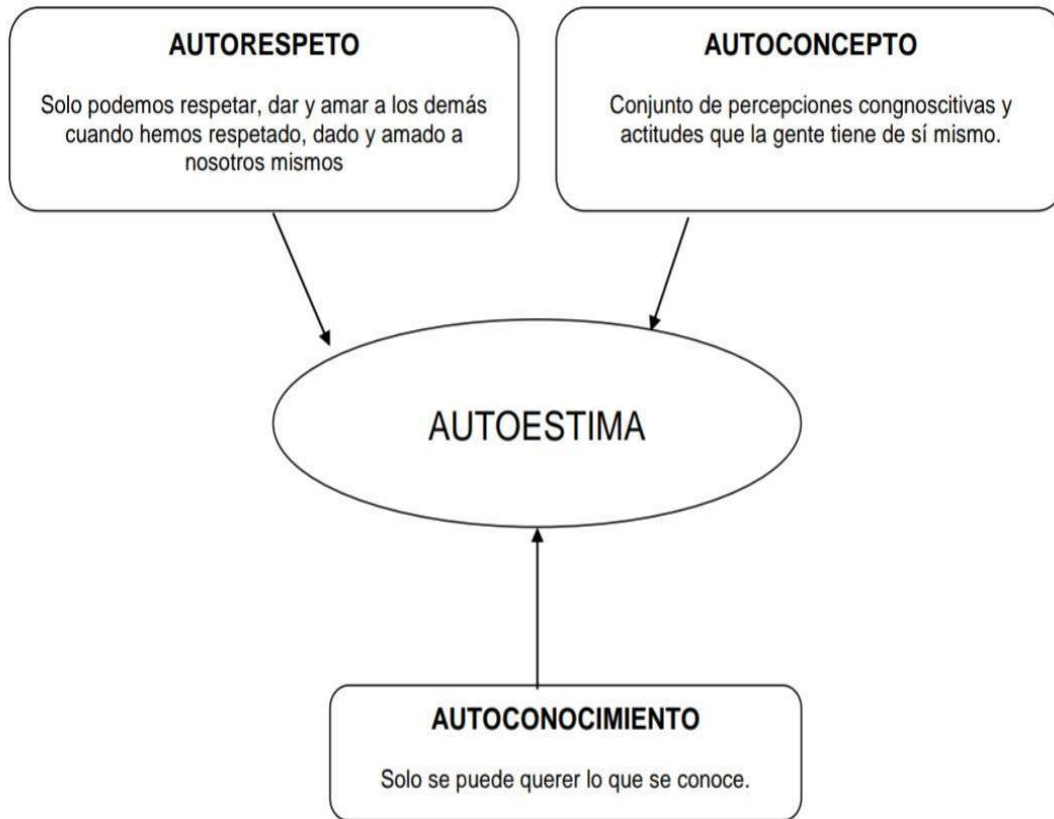 AUTORESPETO
Solo podemos respetar, dar y amar a los demás
cuando hemos respetado, dado y amado a
nosotros mismos
AUTOCONCEPTO
Conjunto de percepciones congnoscitivas y
actitudes que la gente tiene de sí mismo.
AUTOESTIMA
AUTOCONOCIMIENTO
Solo se puede querer lo que se conoce.